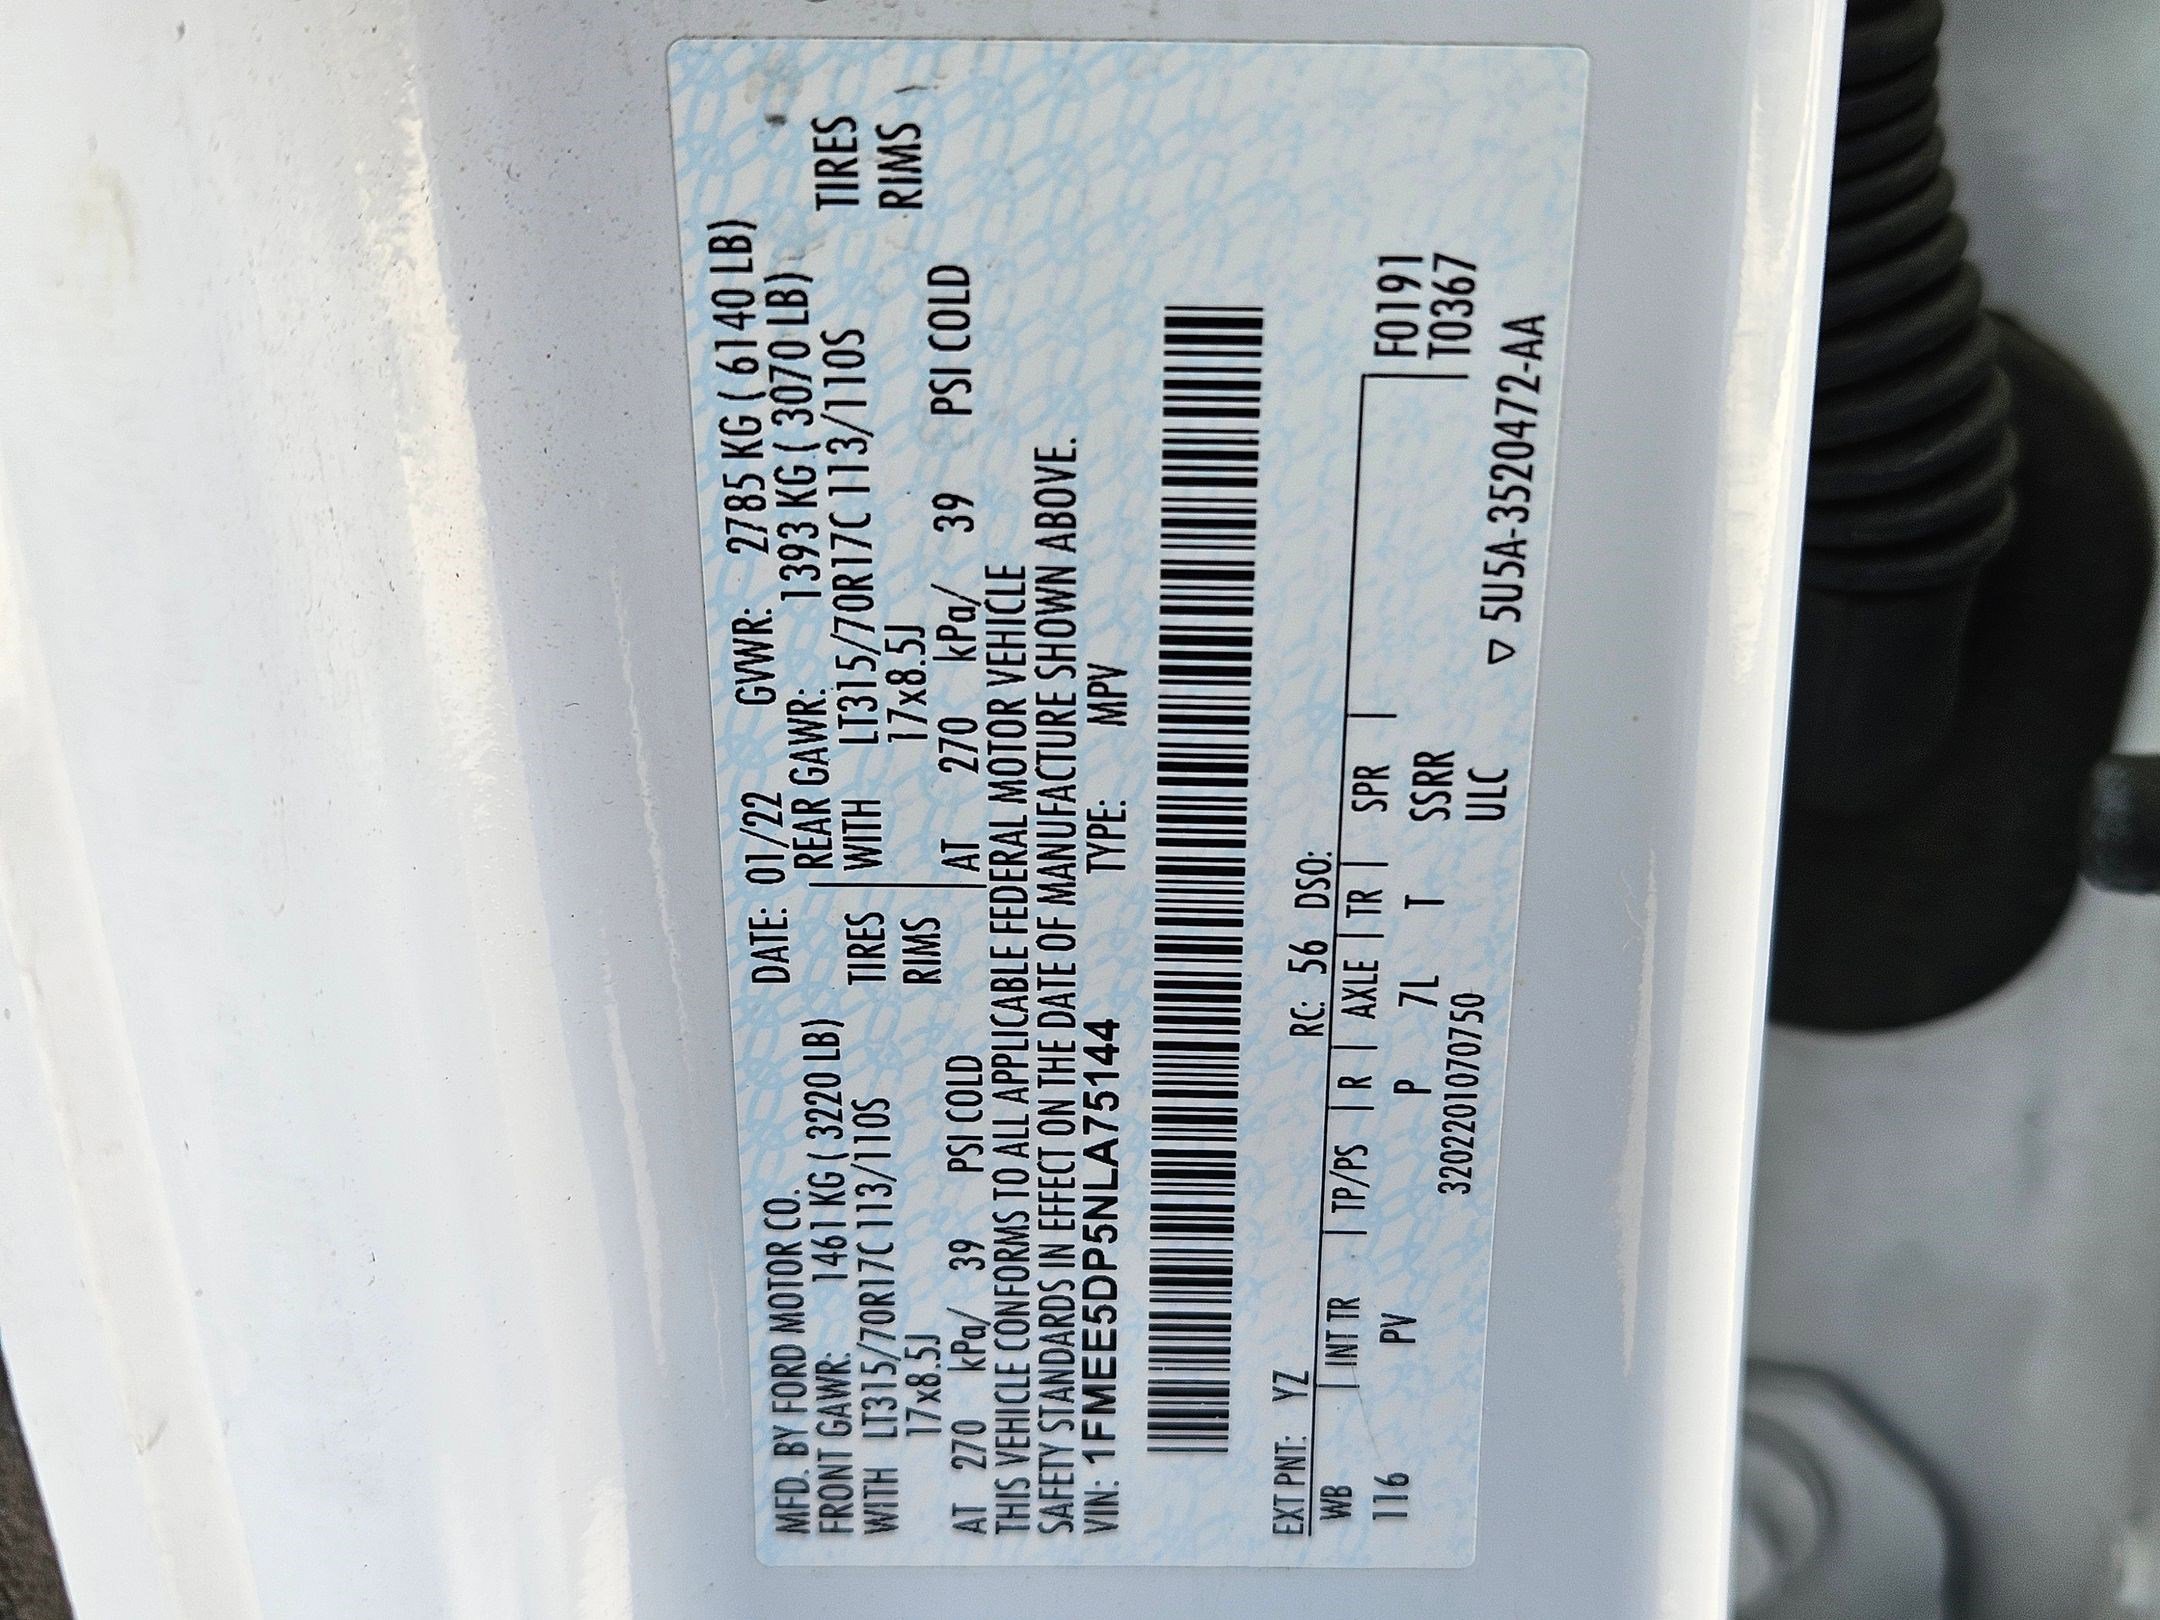 MFD. BY FORD MOTOR CO. DATE: 01/22 GVWR: 2785 KG ( 6140 LB)
FRONT GAWR: 1461 KG ( 3220 LB) REAR GAWR: 1393 KG ( 3070 LB)
WITH LT315/70R17C 113/110S TIRES WITH LT315/70R17C 113/110S TIRES
17x8.5J RIMS 17x8.5J RIMS
AT 270 kPa/ 39 PSI COLD AT 270 kPa/ 39 PSI COLD
THIS VEHICLE CONFORMS TO ALL APPLICABLE FEDERAL MOTOR VEHICLE
SAFETY STANDARDS IN EFFECT ON THE DATE OF MANUFACTURE SHOWN ABOVE.
VIN: 1FMEE5DP5NLA75144 TYPE: MPV
EXT PNT: YZ RC: 56 DSO:
WB INT TR TP/PS R AXLE TR SPR F0191
116 PV P 7L T SSRR T0367
3202201070750 ULC
▽ 5U5A-3520472-AA